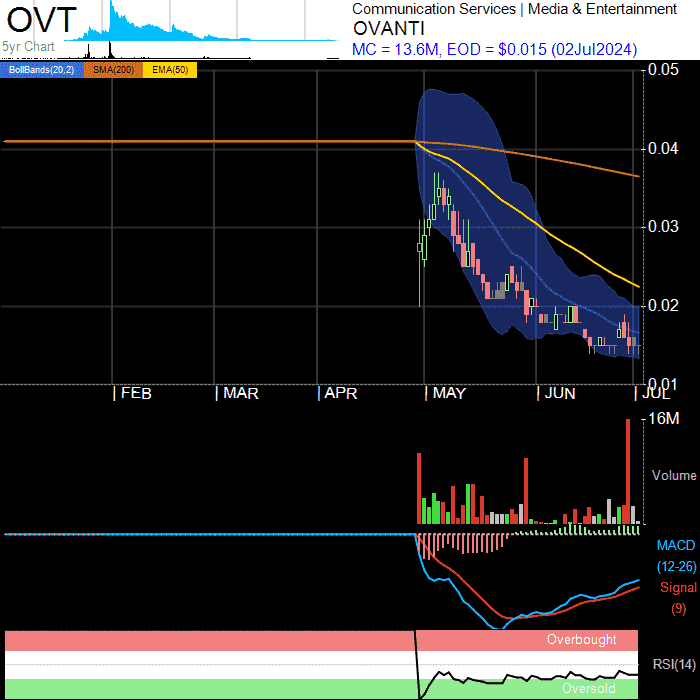 OVT
5yr Chart
Communication Services | Media & Entertainment
OVANTI
MC = 13.6M, EOD = $0.015 (02Jul2024)
BollBands(20,2) SMA(200) EMA(50)
0.05
0.04
0.03
0.02
0.01
FEB MAR APR MAY JUN JUL
16M
Volume
MACD
(12-26)
Signal
(9)
Overbought
RSI(14)
Oversold